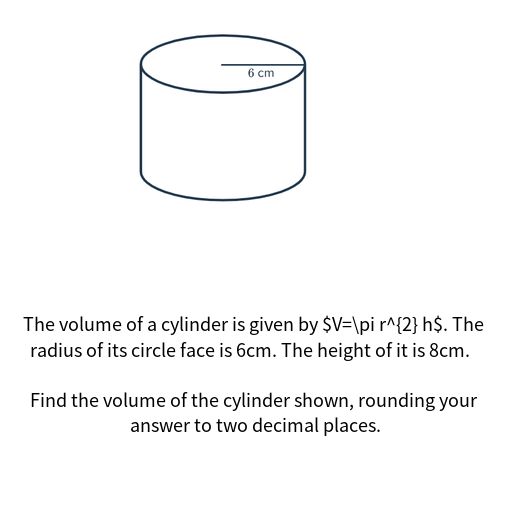 6 cm
The volume of a cylinder is given by $V=\pi r^{2} h$. The
radius of its circle face is 6cm. The height of it is 8cm.
Find the volume of the cylinder shown, rounding your
answer to two decimal places.